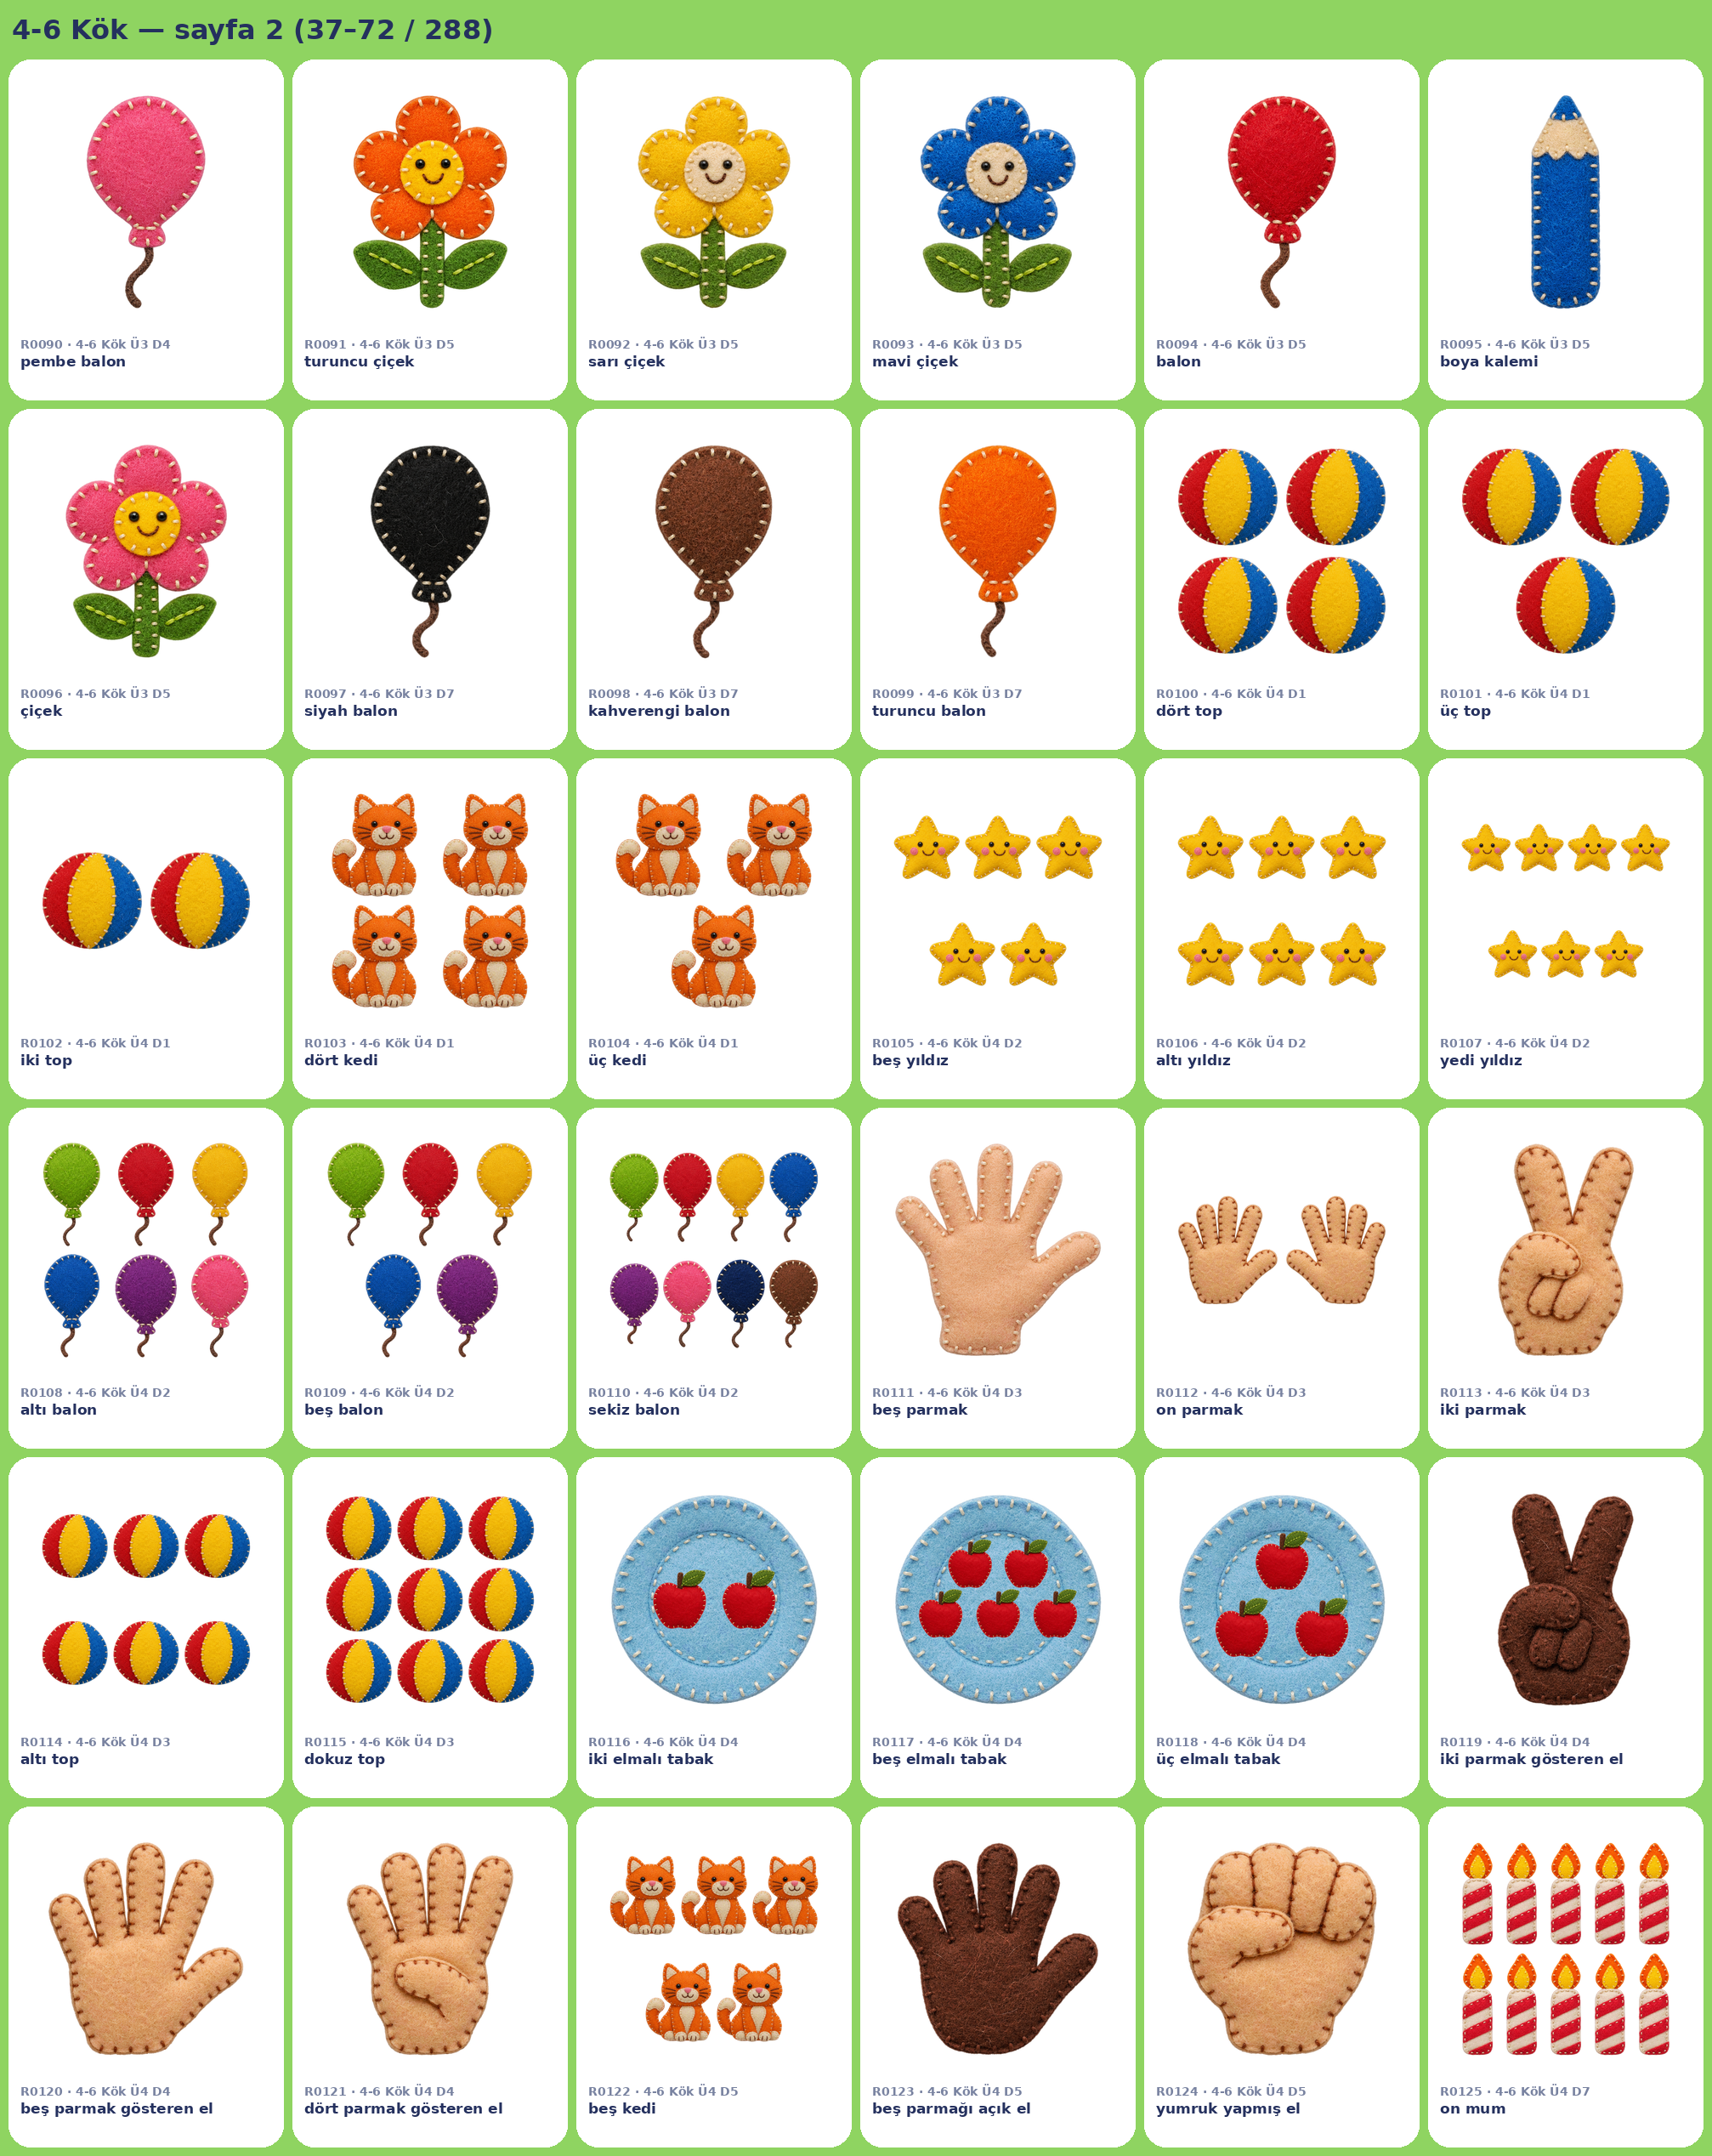 4-6 Kök — sayfa 2 (37–72 / 288)
R0090 · 4-6 Kök Ü3 D4
pembe balon
R0091 · 4-6 Kök Ü3 D5
turuncu çiçek
R0092 · 4-6 Kök Ü3 D5
sarı çiçek
R0093 · 4-6 Kök Ü3 D5
mavi çiçek
R0094 · 4-6 Kök Ü3 D5
balon
R0095 · 4-6 Kök Ü3 D5
boya kalemi
R0096 · 4-6 Kök Ü3 D5
çiçek
R0097 · 4-6 Kök Ü3 D7
siyah balon
R0098 · 4-6 Kök Ü3 D7
kahverengi balon
R0099 · 4-6 Kök Ü3 D7
turuncu balon
R0100 · 4-6 Kök Ü4 D1
dört top
R0101 · 4-6 Kök Ü4 D1
üç top
R0102 · 4-6 Kök Ü4 D1
iki top
R0103 · 4-6 Kök Ü4 D1
dört kedi
R0104 · 4-6 Kök Ü4 D1
üç kedi
R0105 · 4-6 Kök Ü4 D2
beş yıldız
R0106 · 4-6 Kök Ü4 D2
altı yıldız
R0107 · 4-6 Kök Ü4 D2
yedi yıldız
R0108 · 4-6 Kök Ü4 D2
altı balon
R0109 · 4-6 Kök Ü4 D2
beş balon
R0110 · 4-6 Kök Ü4 D2
sekiz balon
R0111 · 4-6 Kök Ü4 D3
beş parmak
R0112 · 4-6 Kök Ü4 D3
on parmak
R0113 · 4-6 Kök Ü4 D3
iki parmak
R0114 · 4-6 Kök Ü4 D3
altı top
R0115 · 4-6 Kök Ü4 D3
dokuz top
R0116 · 4-6 Kök Ü4 D4
iki elmalı tabak
R0117 · 4-6 Kök Ü4 D4
beş elmalı tabak
R0118 · 4-6 Kök Ü4 D4
üç elmalı tabak
R0119 · 4-6 Kök Ü4 D4
iki parmak gösteren el
R0120 · 4-6 Kök Ü4 D4
beş parmak gösteren el
R0121 · 4-6 Kök Ü4 D4
dört parmak gösteren el
R0122 · 4-6 Kök Ü4 D5
beş kedi
R0123 · 4-6 Kök Ü4 D5
beş parmağı açık el
R0124 · 4-6 Kök Ü4 D5
yumruk yapmış el
R0125 · 4-6 Kök Ü4 D7
on mum